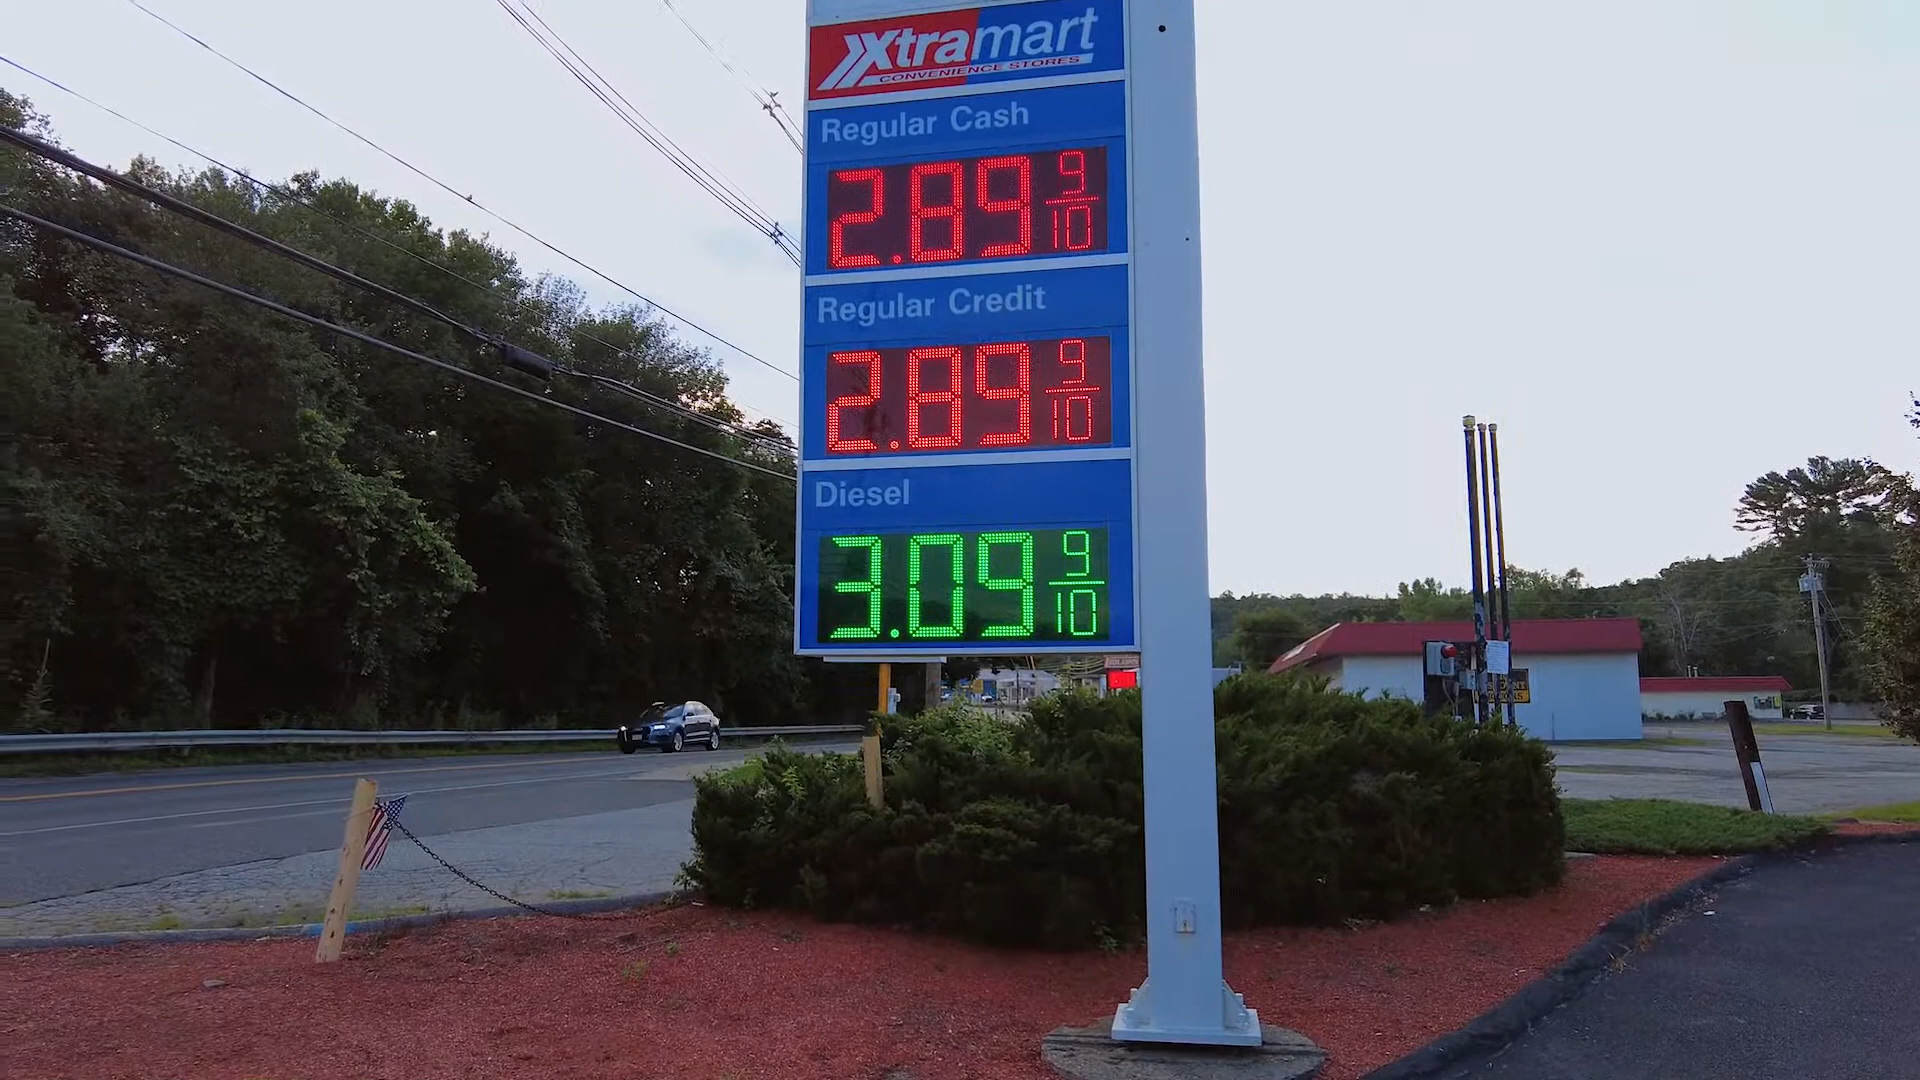 Xtramart
CONVENIENCE STORES
Regular Cash
2.89 9/10
Regular Credit
2.89 9/10
Diesel
3.09 9/10